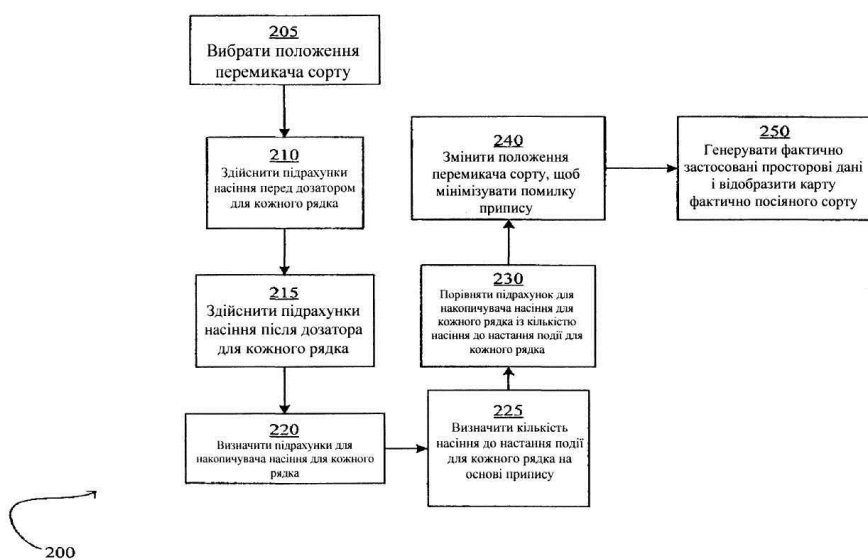 205
Вибрати положення
перемикача сорту
210
Здійснити підрахунки
насіння перед дозатором
для кожного рядка
215
Здійснити підрахунки
насіння після дозатора
для кожного рядка
220
Визначити підрахунки для
накопичувача насіння для кожного
рядка
225
Визначити кількість
насіння до настання події
для кожного рядка на
основі припису
230
Порівняти підрахунок для
накопичувача насіння для
кожного рядка із кількістю
насіння до настання події для
кожного рядка
240
Змінити положення
перемикача сорту, щоб
мінімізувати помилку
припису
250
Генерувати фактично
застосовані просторові дані
і відобразити карту
фактично посіяного сорту
200